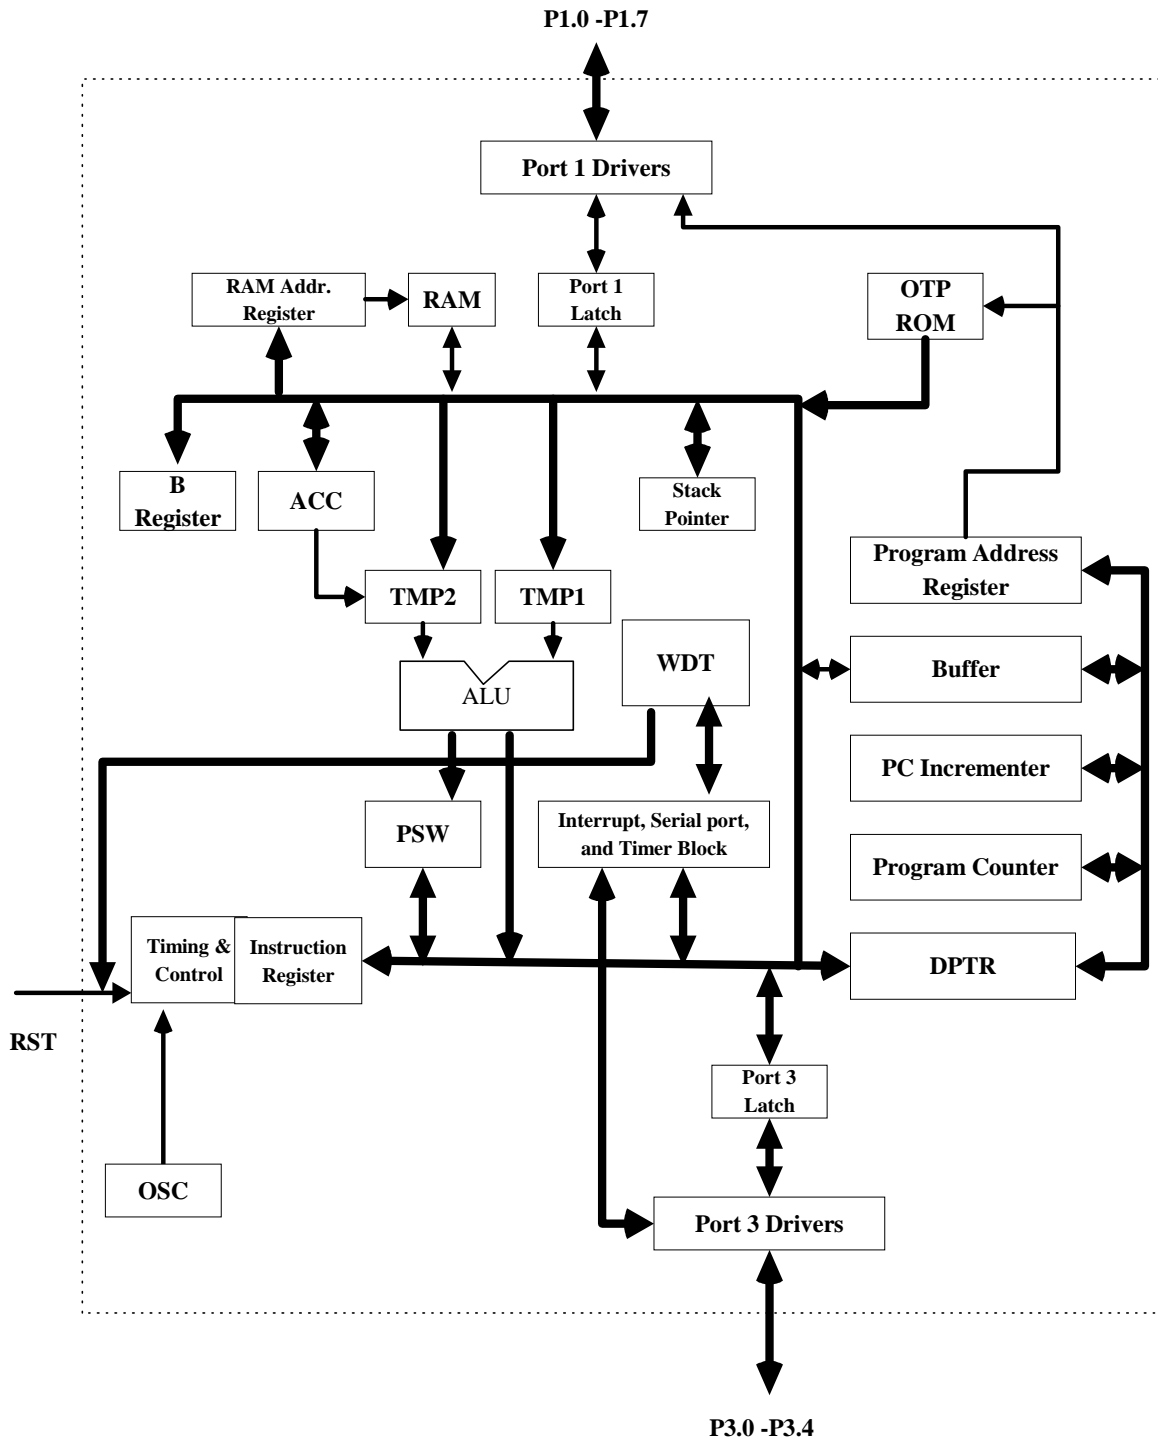 P1.0 -P1.7
Port 1 Drivers
RAM Addr.
Register
RAM
Port 1
Latch
OTP
ROM
B
Register
ACC
Stack
Pointer
Program Address
Register
TMP2
TMP1
WDT
Buffer
ALU
PC Incrementer
PSW
Interrupt, Serial port,
and Timer Block
Program Counter
Timing &
Control
Instruction
Register
DPTR
RST
Port 3
Latch
OSC
Port 3 Drivers
P3.0 -P3.4